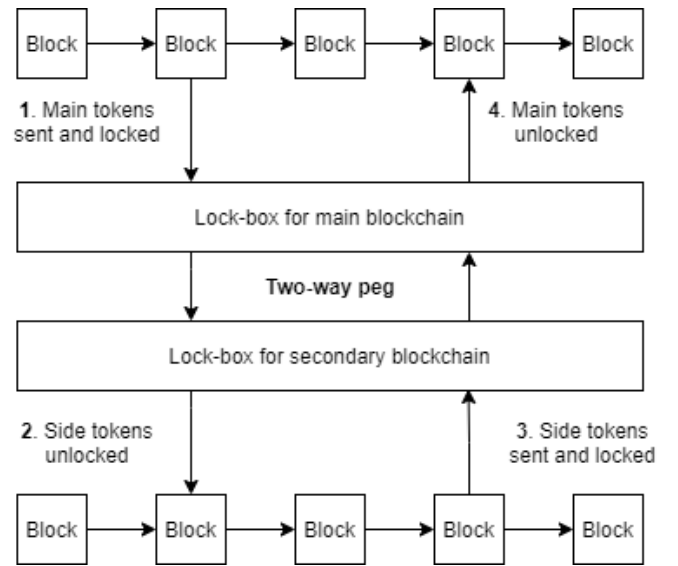 Block
Block
Block
Block
Block
1. Main tokens
sent and locked
4. Main tokens
unlocked
Lock-box for main blockchain
Two-way peg
Lock-box for secondary blockchain
2. Side tokens
unlocked
3. Side tokens
sent and locked
Block
Block
Block
Block
Block